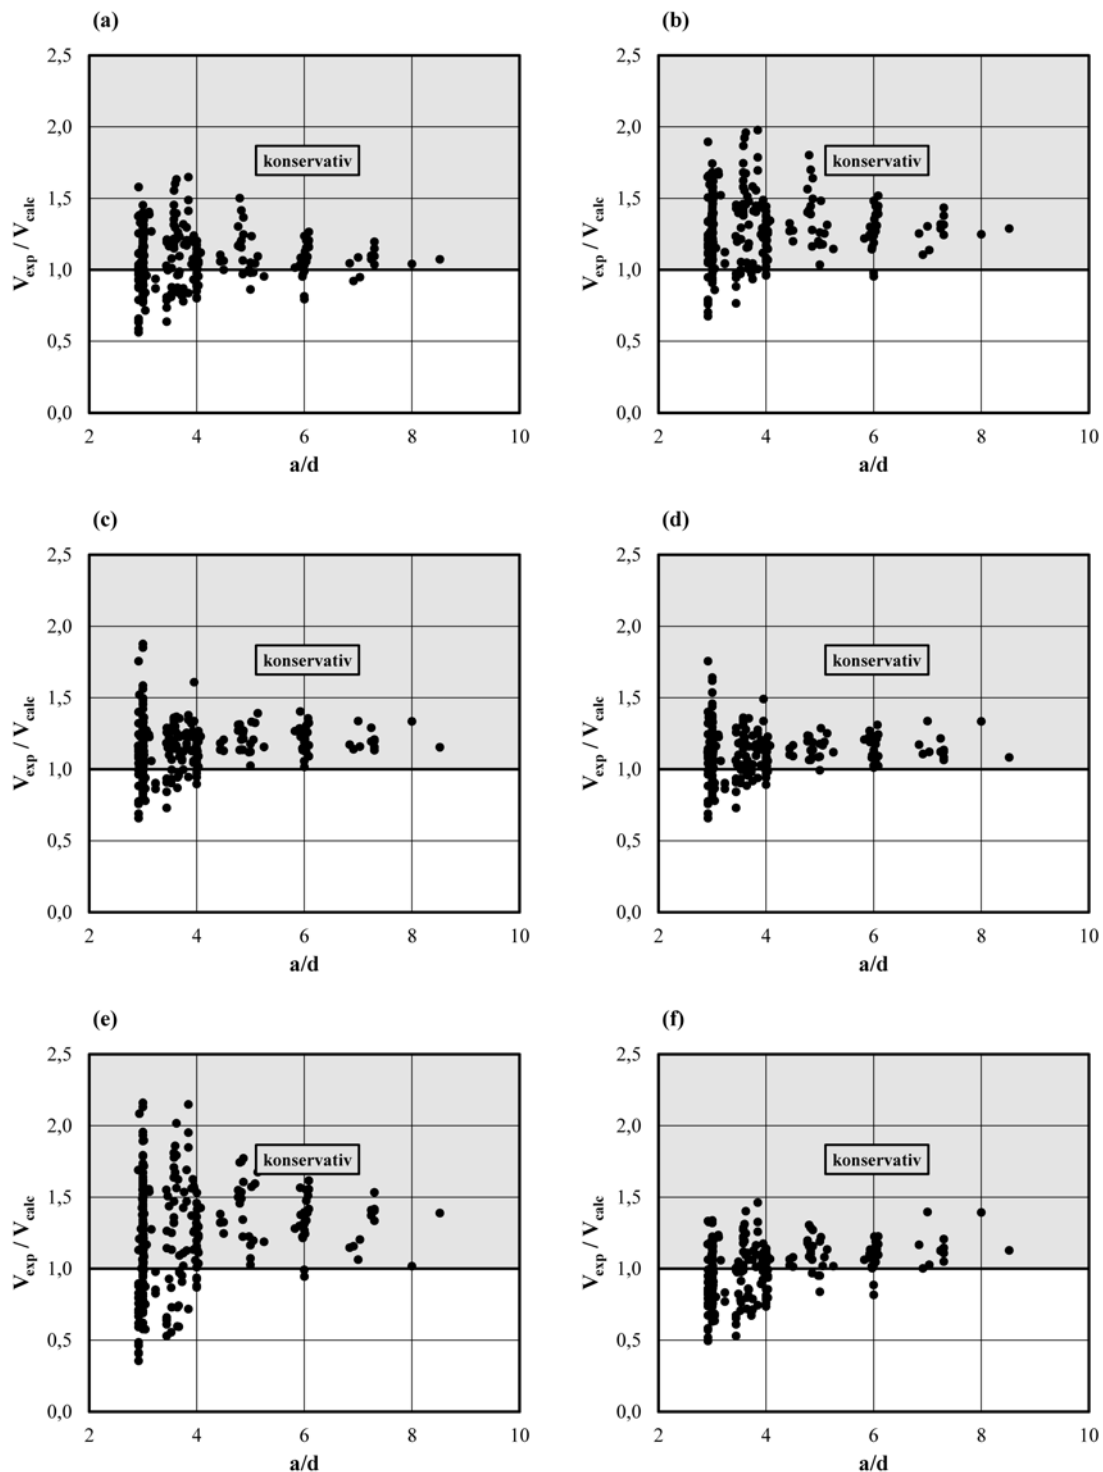 (a)
2,5
2,0
1,5
1,0
0,5
0,0
V_exp / V_calc
konservativ
2 4 6 8 10
a/d
(b)
2,5
2,0
1,5
1,0
0,5
0,0
V_exp / V_calc
konservativ
2 4 6 8 10
a/d
(c)
2,5
2,0
1,5
1,0
0,5
0,0
V_exp / V_calc
konservativ
2 4 6 8 10
a/d
(d)
2,5
2,0
1,5
1,0
0,5
0,0
V_exp / V_calc
konservativ
2 4 6 8 10
a/d
(e)
2,5
2,0
1,5
1,0
0,5
0,0
V_exp / V_calc
konservativ
2 4 6 8 10
a/d
(f)
2,5
2,0
1,5
1,0
0,5
0,0
V_exp / V_calc
konservativ
2 4 6 8 10
a/d